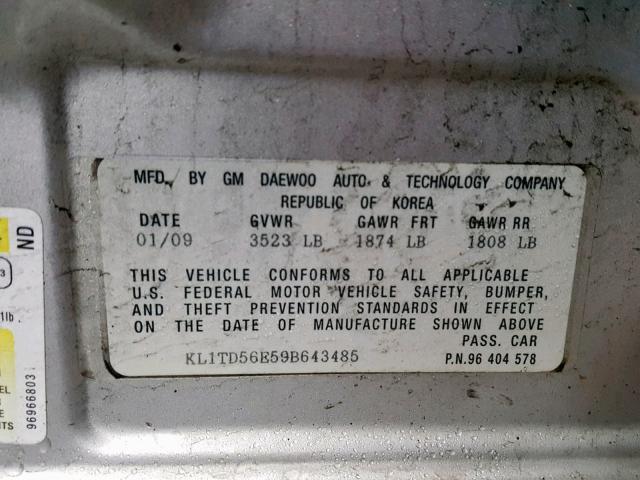 MFD. BY GM DAEWOO AUTO & TECHNOLOGY COMPANY
REPUBLIC OF KOREA
DATE GVWR GAWR FRT GAWR RR
01/09 3523 LB 1874 LB 1808 LB
THIS VEHICLE CONFORMS TO ALL APPLICABLE
U.S. FEDERAL MOTOR VEHICLE SAFETY, BUMPER,
AND THEFT PREVENTION STANDARDS IN EFFECT
ON THE DATE OF MANUFACTURE SHOWN ABOVE
PASS. CAR
KL1TD56E59B643485 P.N.96 404 578
ND
96966803